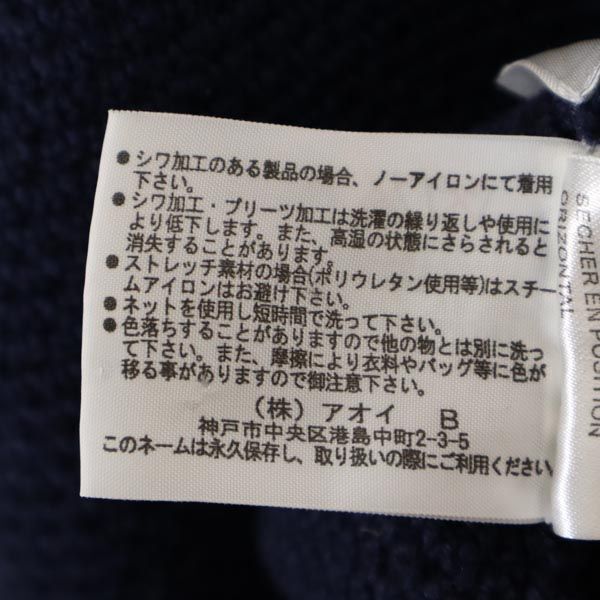 ●シワ加工のある製品の場合、ノーアイロンにて着用
下さい。
●シワ加工・プリーツ加工は洗濯の繰り返しや使用に
より低下します。また、高湿の状態にさらされると
消失することがあります。
●ストレッチ素材の場合(ポリウレタン使用等)はスチー
ムアイロンはお避け下さい。
●ネットを使用し短時間で洗って下さい。
●色落ちすることがありますので他の物とは別に洗っ
て下さい。また、摩擦により衣料やバッグ等に色が
移る事がありますので御注意下さい。
(株) アオイ B
神戸市中央区港島中町2-3-5
このネームは永久保存し、取り扱いの際にご利用ください
SECHER EN POSITION
ORIZONTAL